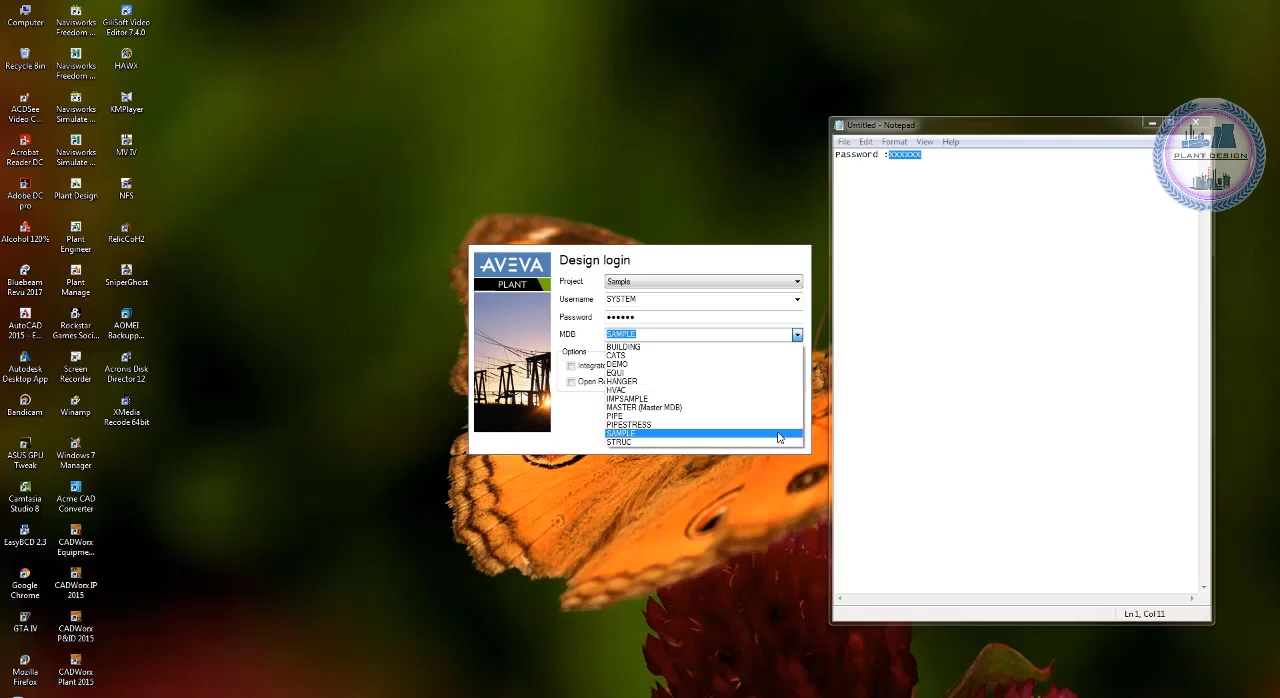 Computer
Navisworks
Freedom ...
GiliSoft Video
Editor 7.4.0
Recycle Bin
Navisworks
Freedom ...
HAWX
ACDSee
Video C...
Navisworks
Simulate ...
KMPlayer
Acrobat
Reader DC
Navisworks
Simulate ...
MV IV
Adobe DC
pro
Plant Design
NFS
Alcohol 120%
Plant
Engineer
RelicCoH2
Bluebeam
Revu 2017
Plant
Manage
SniperGhost
AutoCAD
2015 - E...
Rockstar
Games Soci...
AOMEI
Backupp...
Autodesk
Desktop App
Screen
Recorder
Acronis Disk
Director 12
Bandicam
Winamp
XMedia
Recode 64bit
ASUS GPU
Tweak
Windows 7
Manager
Camtasia
Studio 8
Acme CAD
Converter
EasyBCD 2.3
CADWorx
Equipme...
Google
Chrome
CADWorx IP
2015
GTA IV
CADWorx
P&ID 2015
Mozilla
Firefox
CADWorx
Plant 2015
AVEVA
PLANT
Design login
Project Sample
Username SYSTEM
Password ••••••
MDB SAMPLE
Options
Integrate
Open Re
BUILDING
CATS
DEMO
EQUI
HANGER
HVAC
IMPSAMPLE
MASTER (Master MDB)
PIPE
PIPESTRESS
SAMPLE
STRUC
Untitled - Notepad
File Edit Format View Help
Password :XXXXXX
Ln 1, Col 11
PLANT DESIGN